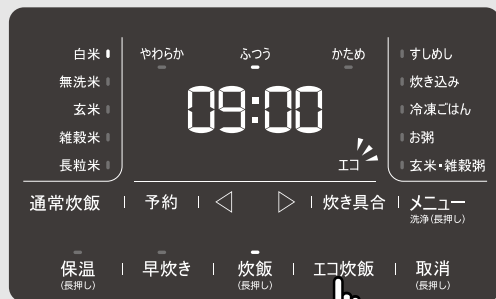 白米
無洗米
玄米
雑穀米
長粒米
やわらか ふつう かため
09:00
エコ
すしめし
炊き込み
冷凍ごはん
お粥
玄米・雑穀粥
通常炊飯 予約 炊き具合 メニュー
洗浄(長押し)
保温 早炊き 炊飯 エコ炊飯 取消
(長押し) (長押し) (長押し)